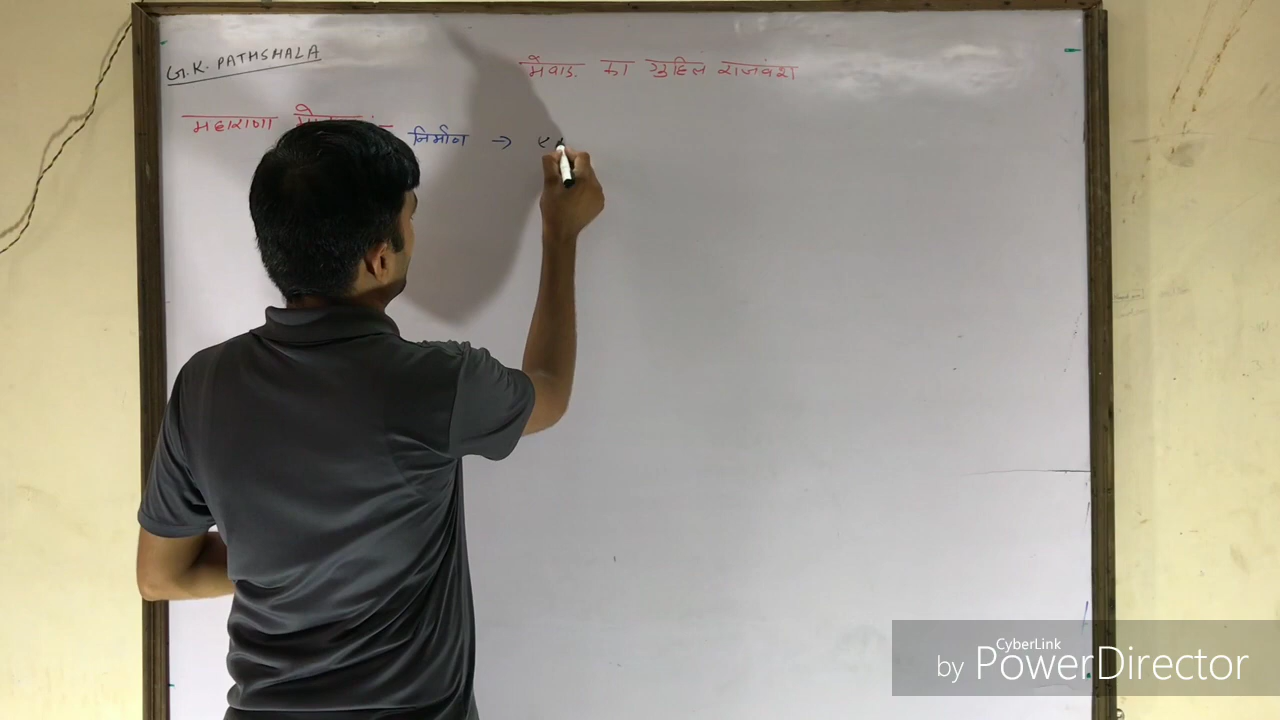 G.K. PATHSHALA
मेवाड़ का गुहिल राजवंश
महाराणा
निर्माण →
by CyberLink PowerDirector